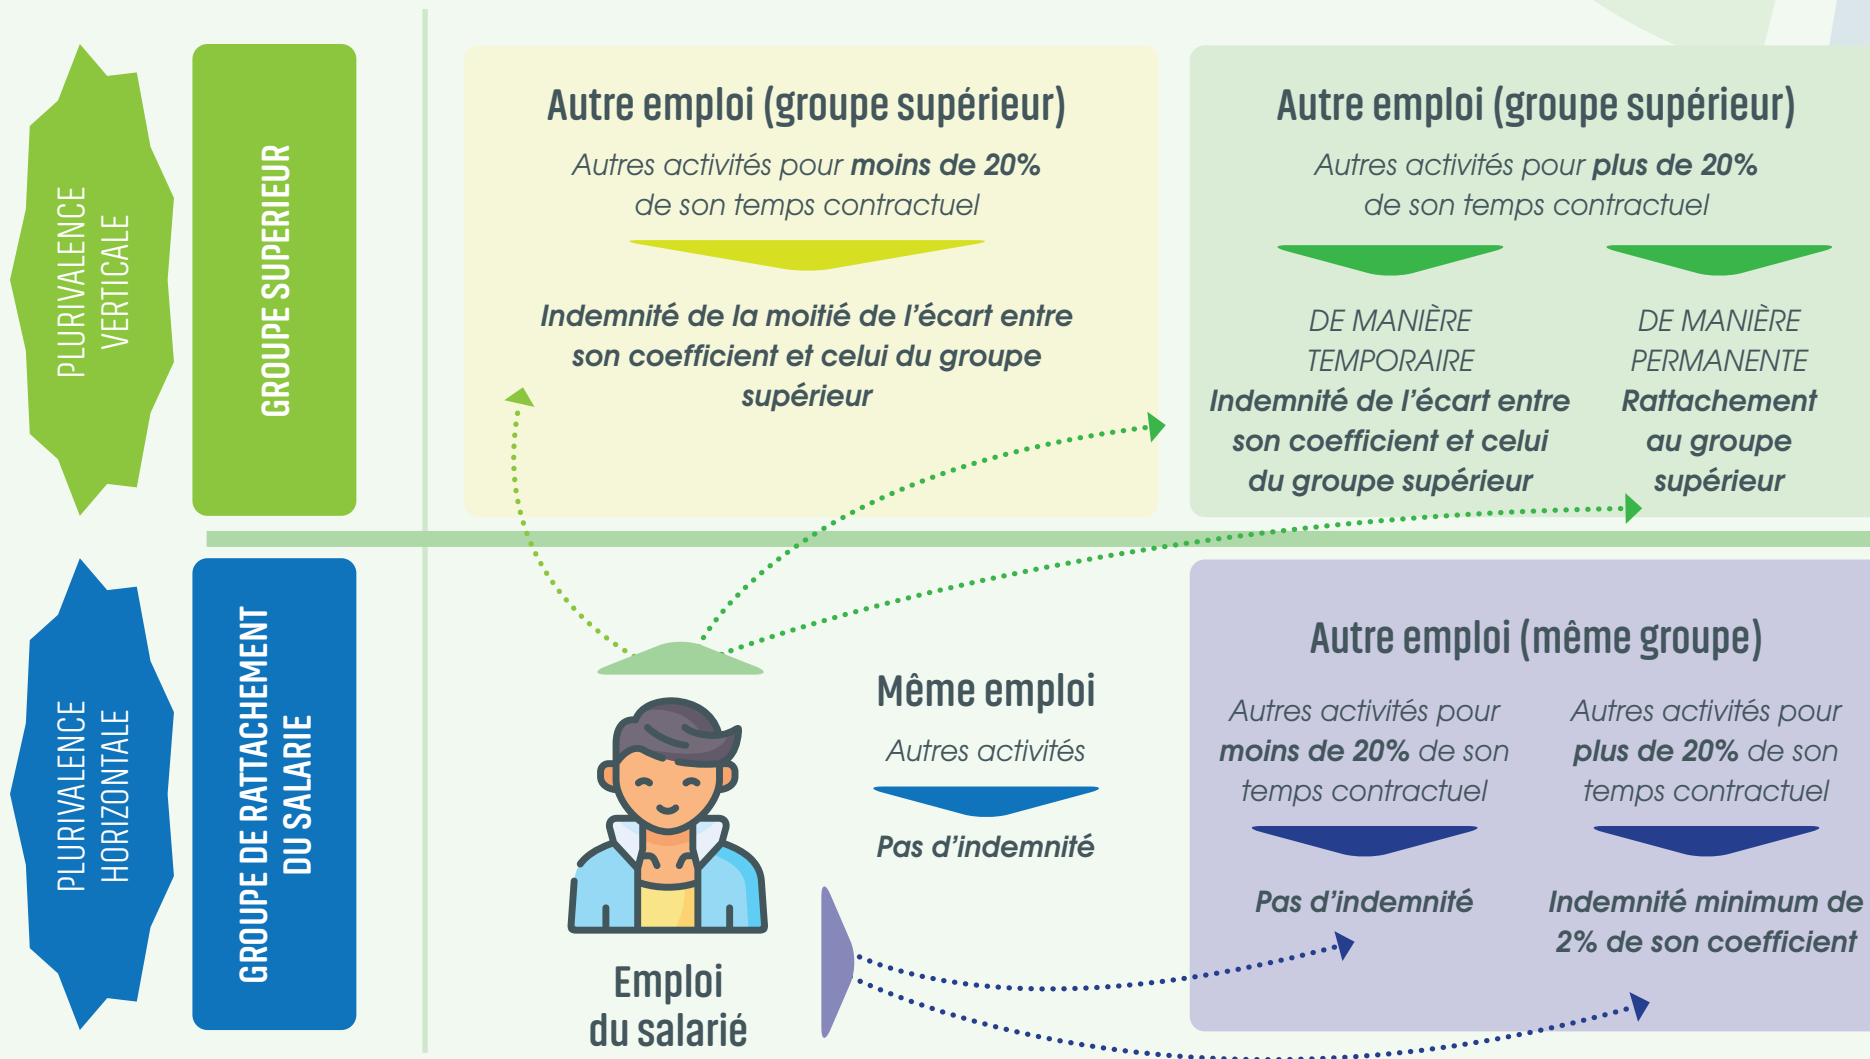 PLURIVALENCE
VERTICALE
GROUPE SUPERIEUR
Autre emploi (groupe supérieur)
Autres activités pour moins de 20%
de son temps contractuel
Indemnité de la moitié de l’écart entre
son coefficient et celui du groupe
supérieur
Autre emploi (groupe supérieur)
Autres activités pour plus de 20%
de son temps contractuel
DE MANIÈRE
TEMPORAIRE
Indemnité de l’écart entre
son coefficient et celui
du groupe supérieur
DE MANIÈRE
PERMANENTE
Rattachement
au groupe
supérieur
PLURIVALENCE
HORIZONTALE
GROUPE DE RATTACHEMENT
DU SALARIE
Emploi
du salarié
Même emploi
Autres activités
Pas d’indemnité
Autre emploi (même groupe)
Autres activités pour
moins de 20% de son
temps contractuel
Pas d’indemnité
Autres activités pour
plus de 20% de son
temps contractuel
Indemnité minimum de
2% de son coefficient